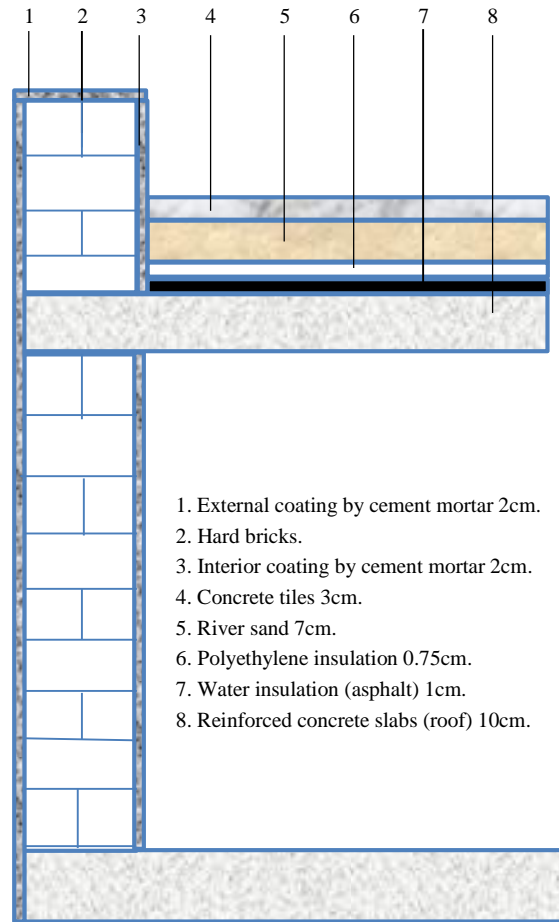 1 2 3 4 5 6 7 8
1. External coating by cement mortar 2cm.
2. Hard bricks.
3. Interior coating by cement mortar 2cm.
4. Concrete tiles 3cm.
5. River sand 7cm.
6. Polyethylene insulation 0.75cm.
7. Water insulation (asphalt) 1cm.
8. Reinforced concrete slabs (roof) 10cm.